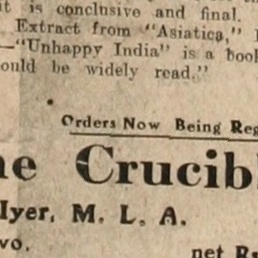 it is conclusive and final.
Extract from "Asiatica,"
—"Unhappy India" is a book
ould be widely read."
Orders Now Being Reg
he Crucib
Iyer, M. L. A.
vo.
net Rs